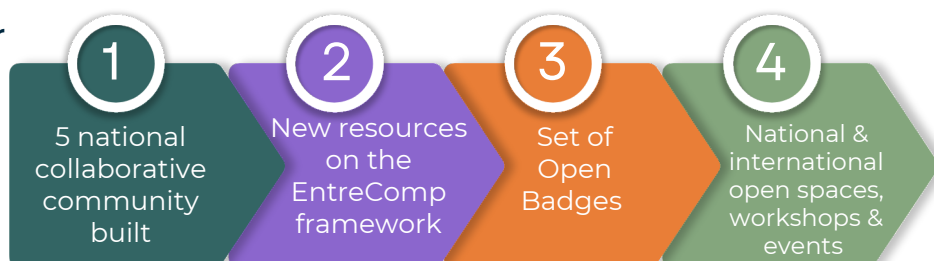 1
5 national
collaborative
community
built
2
New resources
on the
EntreComp
framework
3
Set of
Open
Badges
4
National &
international
open spaces,
workshops &
events